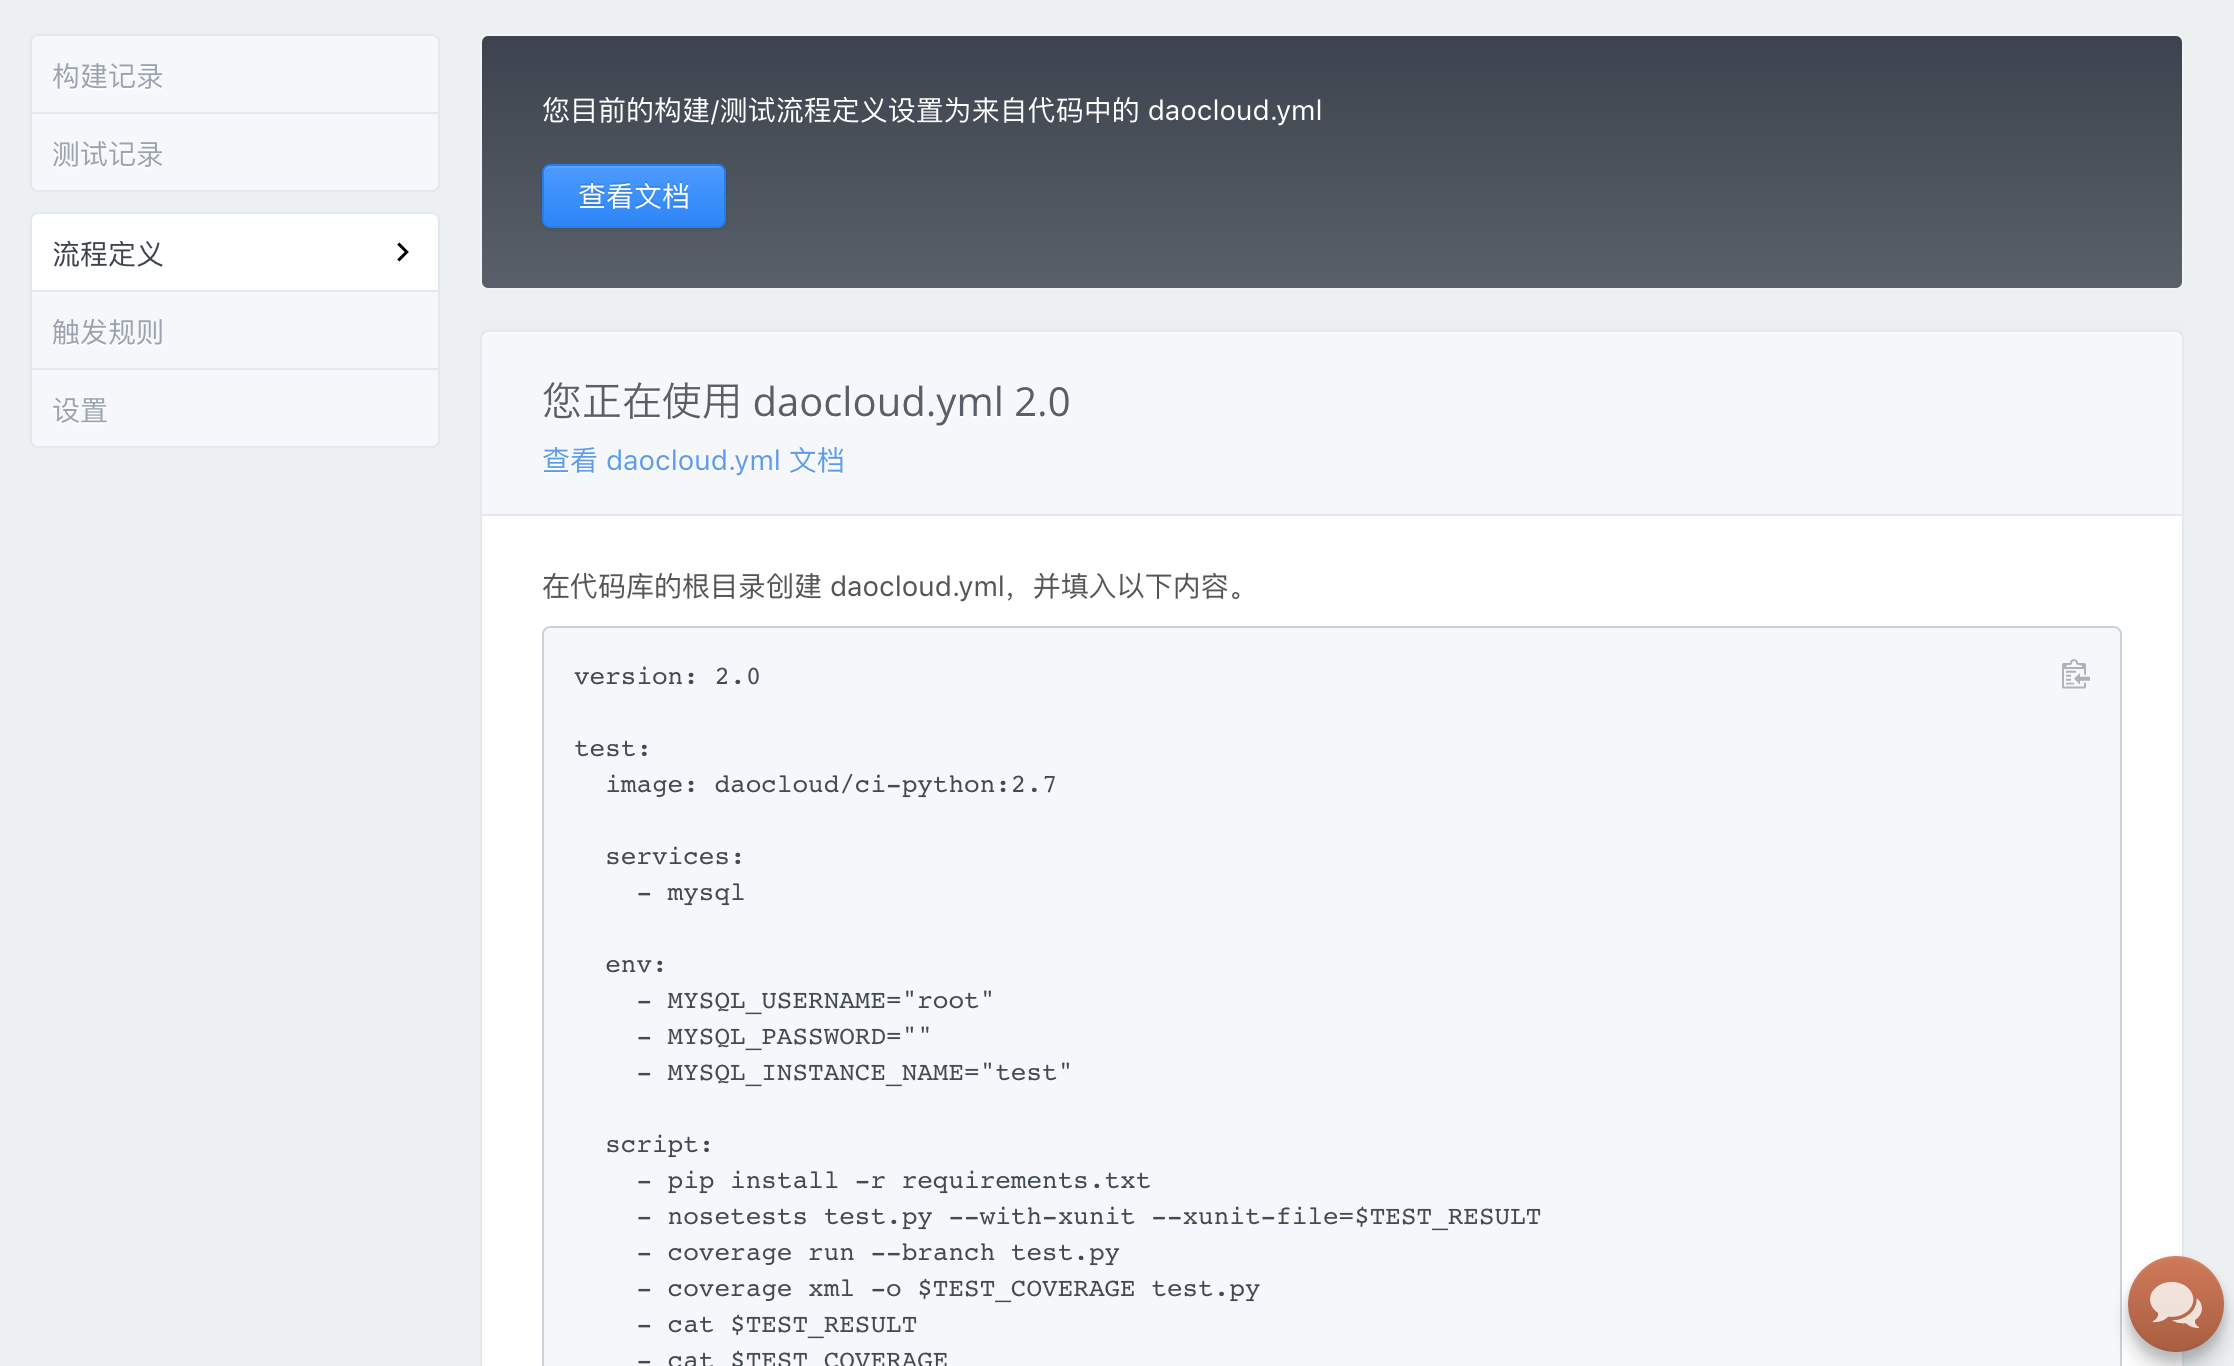 构建记录
测试记录
流程定义
触发规则
设置
您目前的构建/测试流程定义设置为来自代码中的 daocloud.yml
查看文档
您正在使用 daocloud.yml 2.0
查看 daocloud.yml 文档
在代码库的根目录创建 daocloud.yml，并填入以下内容。
version: 2.0
test:
  image: daocloud/ci-python:2.7
  services:
    - mysql
  env:
    - MYSQL_USERNAME="root"
    - MYSQL_PASSWORD=""
    - MYSQL_INSTANCE_NAME="test"
  script:
    - pip install -r requirements.txt
    - nosetests test.py --with-xunit --xunit-file=$TEST_RESULT
    - coverage run --branch test.py
    - coverage xml -o $TEST_COVERAGE test.py
    - cat $TEST_RESULT
    - cat $TEST_COVERAGE